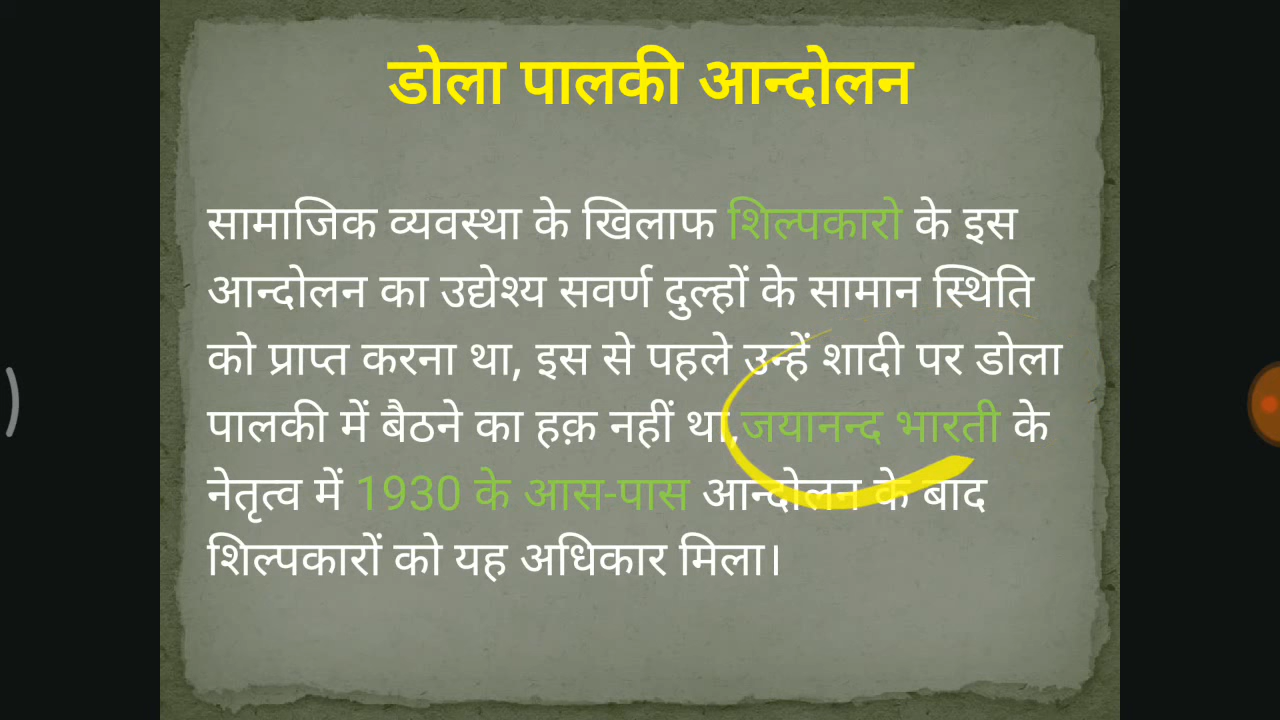 डोला पालकी आन्दोलन
सामाजिक व्यवस्था के खिलाफ शिल्पकारो के इस
आन्दोलन का उद्येश्य सवर्ण दुल्हों के सामान स्थिति
को प्राप्त करना था, इस से पहले उन्हें शादी पर डोला
पालकी में बैठने का हक़ नहीं था,जयानन्द भारती के
नेतृत्व में 1930 के आस-पास आन्दोलन के बाद
शिल्पकारों को यह अधिकार मिला।